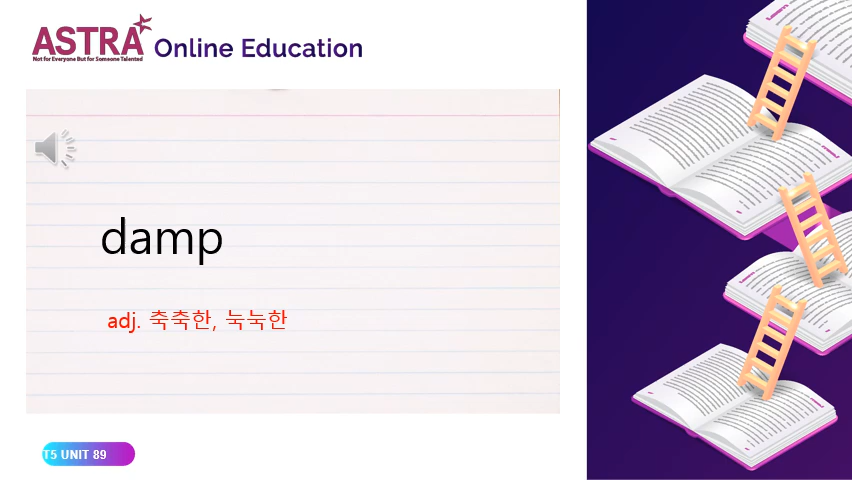 ASTRA Online Education
Not for Everyone But for Someone Talented
damp
adj. 축축한, 눅눅한
T5 UNIT 89